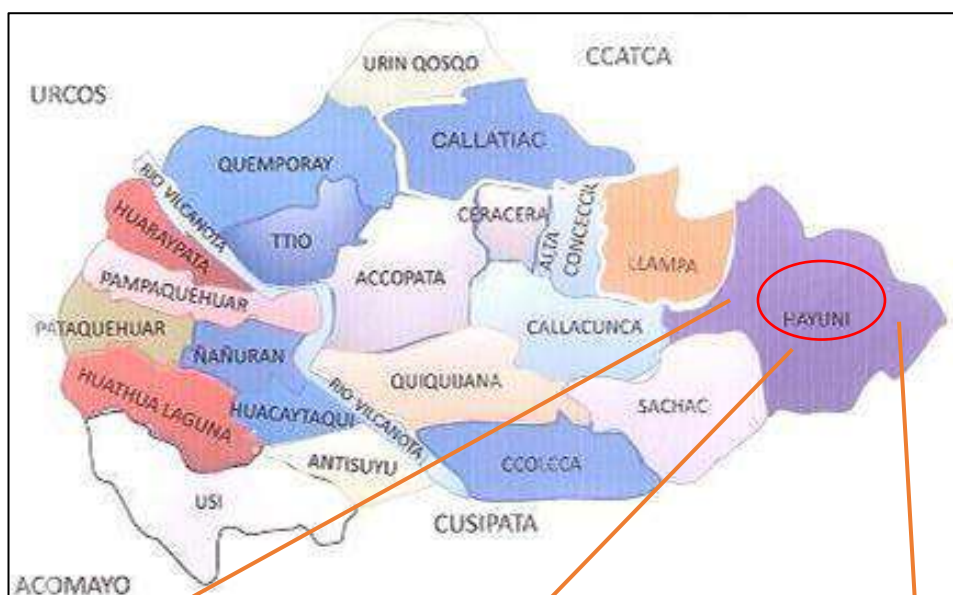 URIN QOSQO
CCATCA
URCOS
CALLATIAC
QUEMPORAY
RIO VILCANOTA
HUARAYPATA
TTIO
CERACERA
ALTA
CONCECCIÓ
LLAMPA
ACCOPATA
PAMPAQUEHUAR
PATAQUEHUAR
ÑAÑURAN
CALLACUNCA
HAYUNI
HUATHUA LAGUNA
HUACAYTAQUI
RIO VILCANOTA
QUIQUIJANA
SACHAC
ANTISUYU
CCOLCCA
USI
CUSIPATA
ACOMAYO